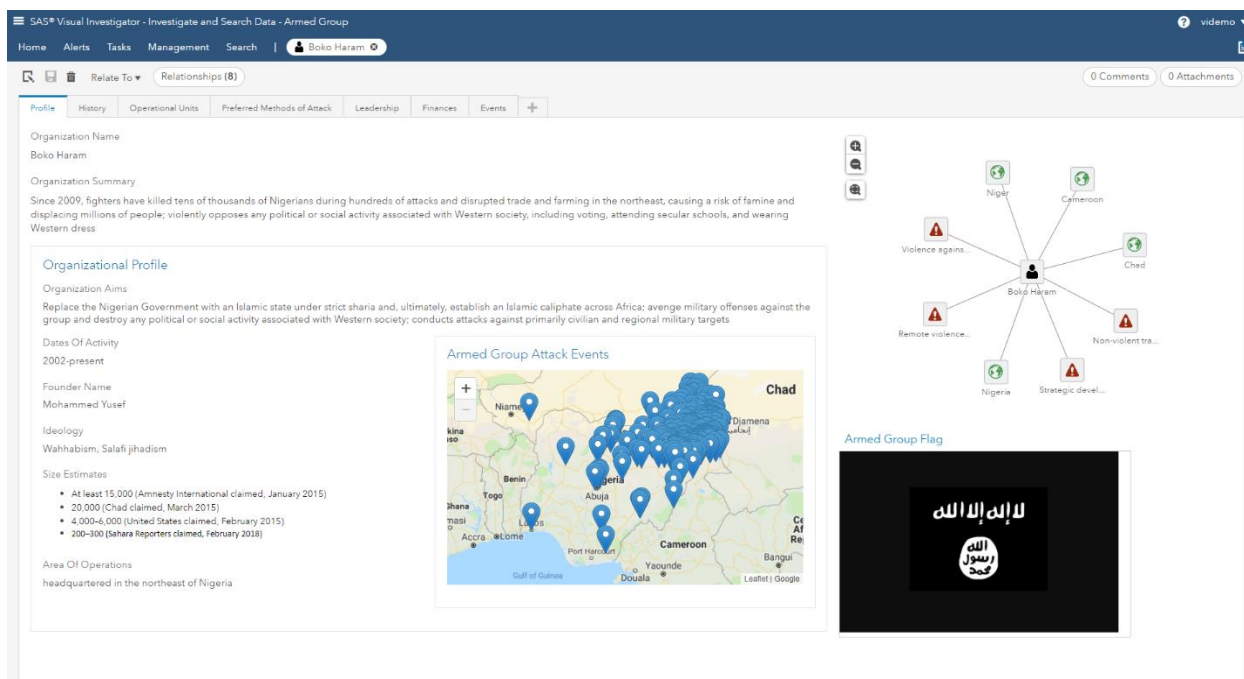 SAS® Visual Investigator - Investigate and Search Data - Armed Group
videmo
Home Alerts Tasks Management Search | Boko Haram
Relate To Relationships (8)
0 Comments 0 Attachments
Profile History Operational Units Preferred Methods of Attack Leadership Finances Events
Organization Name
Boko Haram
Organization Summary
Since 2009, fighters have killed tens of thousands of Nigerians during hundreds of attacks and disrupted trade and farming in the northeast, causing a risk of famine and
displacing millions of people; violently opposes any political or social activity associated with Western society, including voting, attending secular schools, and wearing
Western dress
Organizational Profile
Organization Aims
Replace the Nigerian Government with an Islamic state under strict sharia and, ultimately, establish an Islamic caliphate across Africa; avenge military offenses against the
group and destroy any political or social activity associated with Western society; conducts attacks against primarily civilian and regional military targets
Dates Of Activity
2002-present
Founder Name
Mohammed Yusef
Ideology
Wahhabism, Salafi jihadism
Size Estimates
• At least 15,000 (Amnesty International claimed, January 2015)
• 20,000 (Chad claimed, March 2015)
• 4,000-6,000 (United States claimed, February 2015)
• 200–300 (Sahara Reporters claimed, February 2018)
Area Of Operations
headquartered in the northeast of Nigeria
Armed Group Attack Events
+
−
Chad
Niamey
N'Djamena
إنجامينا
kina
so
Benin
geria
Togo
Abuja
Ghana
masi
Lagos
Accra
Lome
Port Harcourt
Cameroon
Bangui
Yaounde
Gulf of Guinea
Douala
Leaflet | Google
Niger
Cameroon
Violence agains...
Chad
Boko Haram
Remote violence...
Non-violent tra...
Nigeria
Strategic devel...
Armed Group Flag
لا إله إلا الله
الله
رسول
محمد